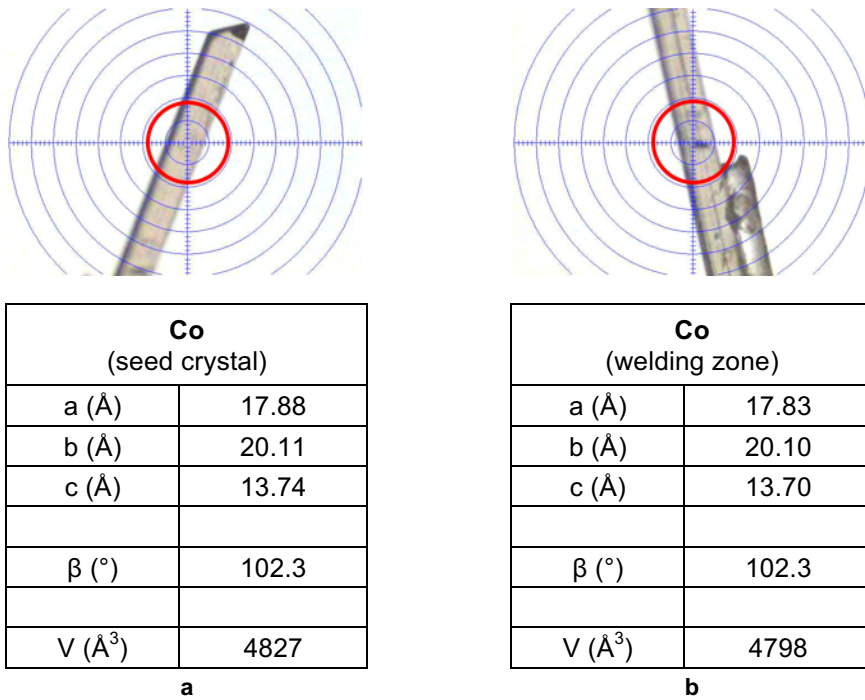 Co
(seed crystal)
a (Å) 17.88
b (Å) 20.11
c (Å) 13.74
β (°) 102.3
V (Å³) 4827
a
Co
(welding zone)
a (Å) 17.83
b (Å) 20.10
c (Å) 13.70
β (°) 102.3
V (Å³) 4798
b